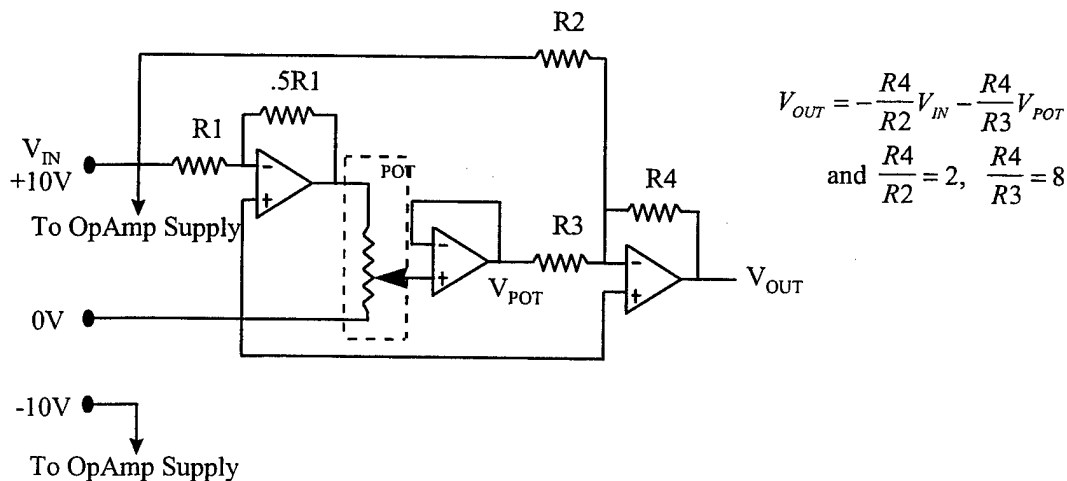 R2
.5R1
R1
V_IN
+10V
To OpAmp Supply
POT
R3
R4
V_POT
V_OUT
0V
-10V
To OpAmp Supply
V_OUT = -R4/R2 V_IN - R4/R3 V_POT
and R4/R2 = 2, R4/R3 = 8